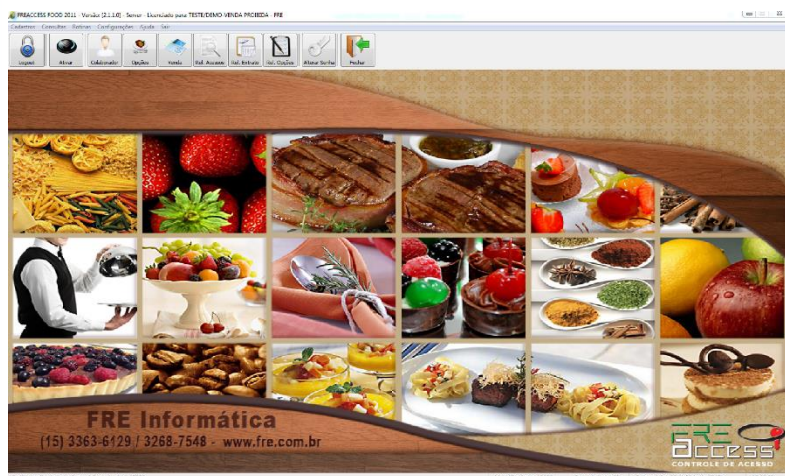 FREACCESS FOOD 2011 - Versão [2.1.1.0] - Server - Licenciado para TESTE/DEMO VENDA PROIBIDA - FRE
Cadastros Consultas Rotinas Configurações Ajuda Sair
Logout Ativar Colaborador Opções Venda Rel. Acessos Rel. Extrato Rel. Opções Alterar Senha Fechar
FRE Informática
(15) 3363-6129 / 3268-7548 - www.fre.com.br
FRE
access
CONTROLE DE ACESSO